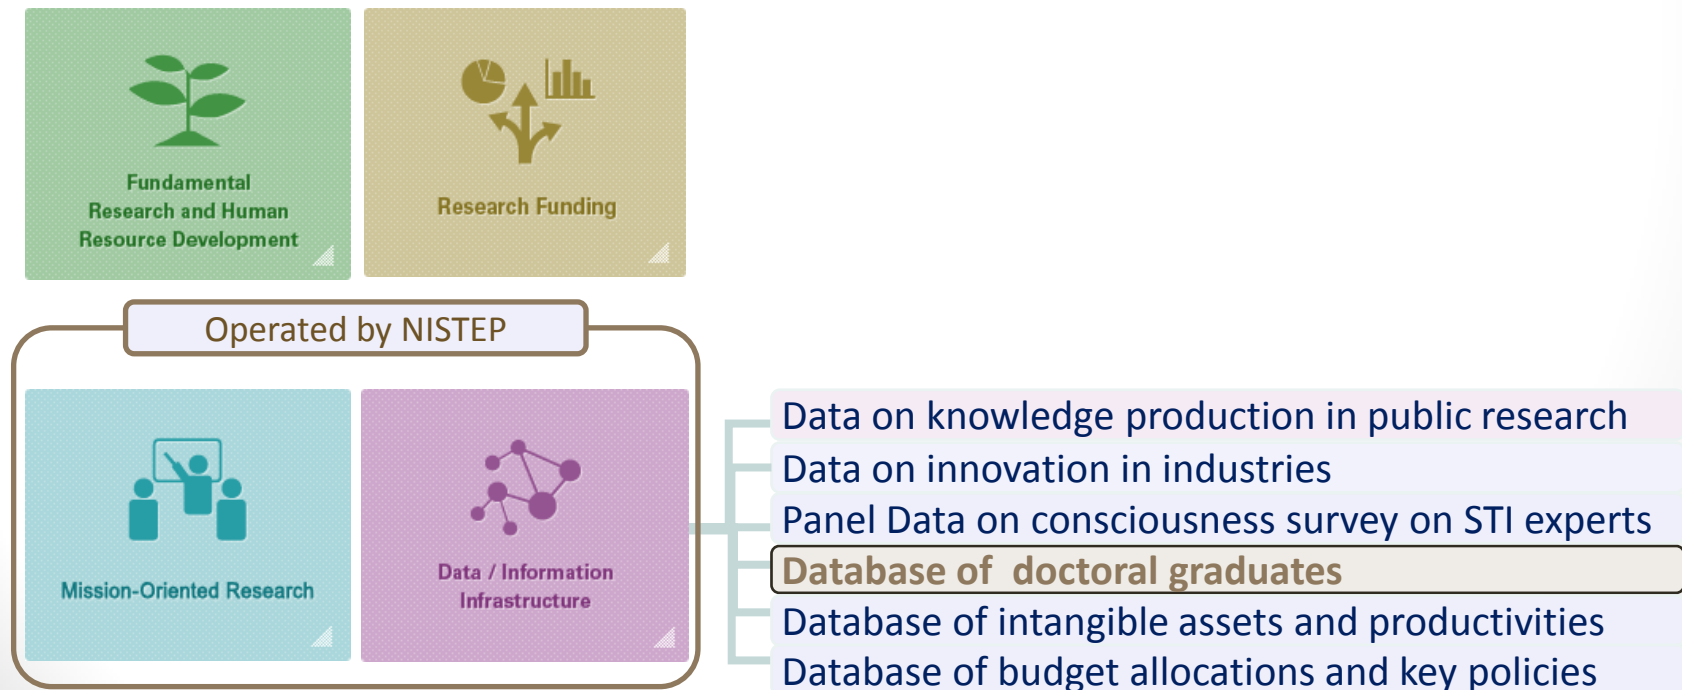 Fundamental
Research and Human
Resource Development
Research Funding
Operated by NISTEP
Mission-Oriented Research
Data / Information
Infrastructure
Data on knowledge production in public research
Data on innovation in industries
Panel Data on consciousness survey on STI experts
Database of  doctoral graduates
Database of intangible assets and productivities
Database of budget allocations and key policies